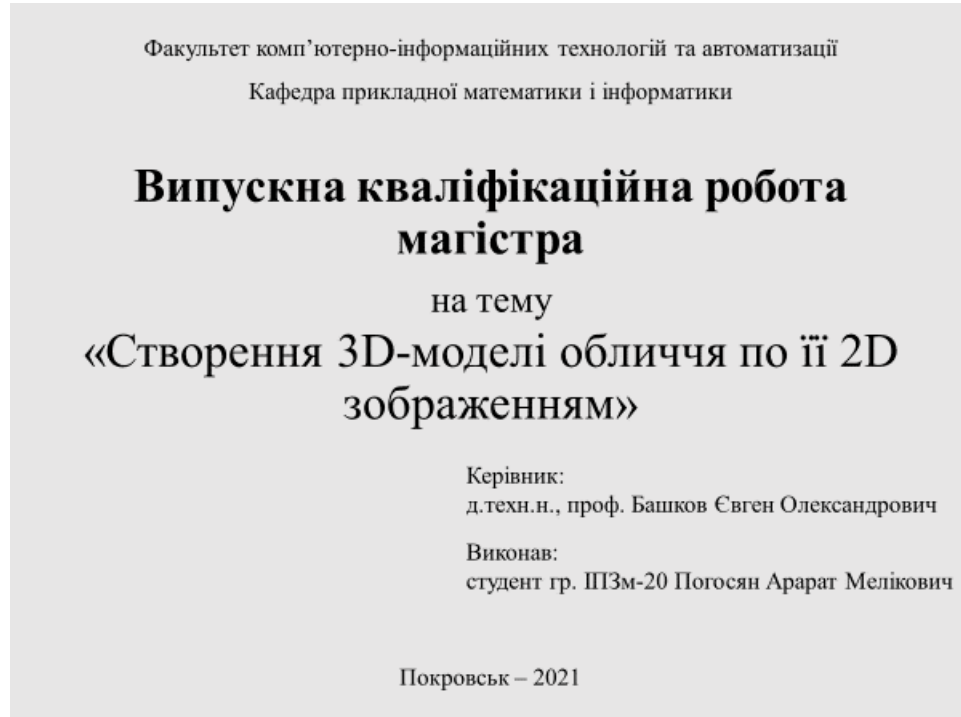 Факультет комп’ютерно-інформаційних технологій та автоматизації
Кафедра прикладної математики і інформатики
Випускна кваліфікаційна робота
магістра
на тему
«Створення 3D-моделі обличчя по її 2D
зображенням»
Керівник:
д.техн.н., проф. Башков Євген Олександрович
Виконав:
студент гр. ІПЗм-20 Погосян Арарат Мелікович
Покровськ – 2021